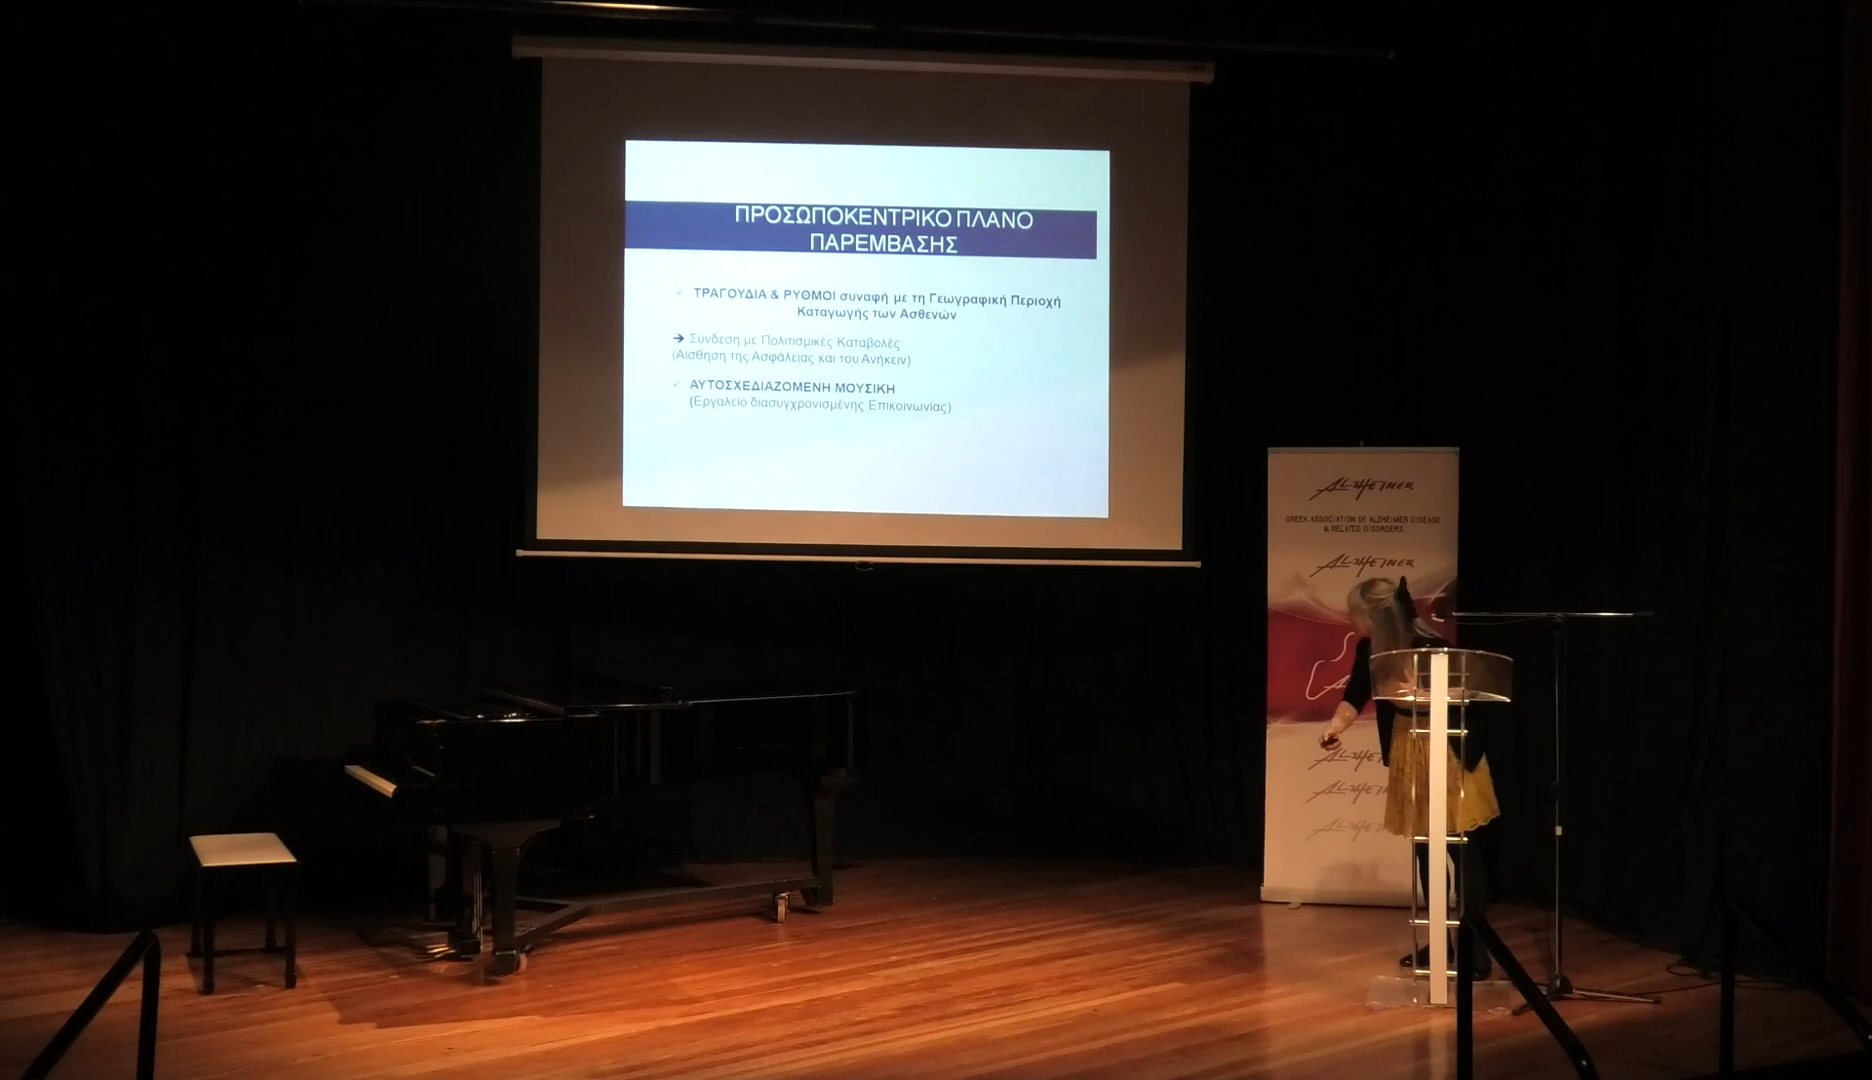 ΠΡΟΣΩΠΟΚΕΝΤΡΙΚΟ ΠΛΑΝΟ
ΠΑΡΕΜΒΑΣΗΣ
✓ ΤΡΑΓΟΥΔΙΑ & ΡΥΘΜΟΙ συναφή με τη Γεωγραφική Περιοχή
Καταγωγής των Ασθενών
➔ Σύνδεση με Πολιτισμικές Καταβολές
(Αίσθηση της Ασφάλειας και του Ανήκειν)
✓ ΑΥΤΟΣΧΕΔΙΑΖΟΜΕΝΗ ΜΟΥΣΙΚΗ
(Εργαλείο διασυγχρονισμένης Επικοινωνίας)
ALZHEIMER
GREEK ASSOCIATION OF ALZHEIMER DISEASE
& RELATED DISORDERS
ALZHEIMER